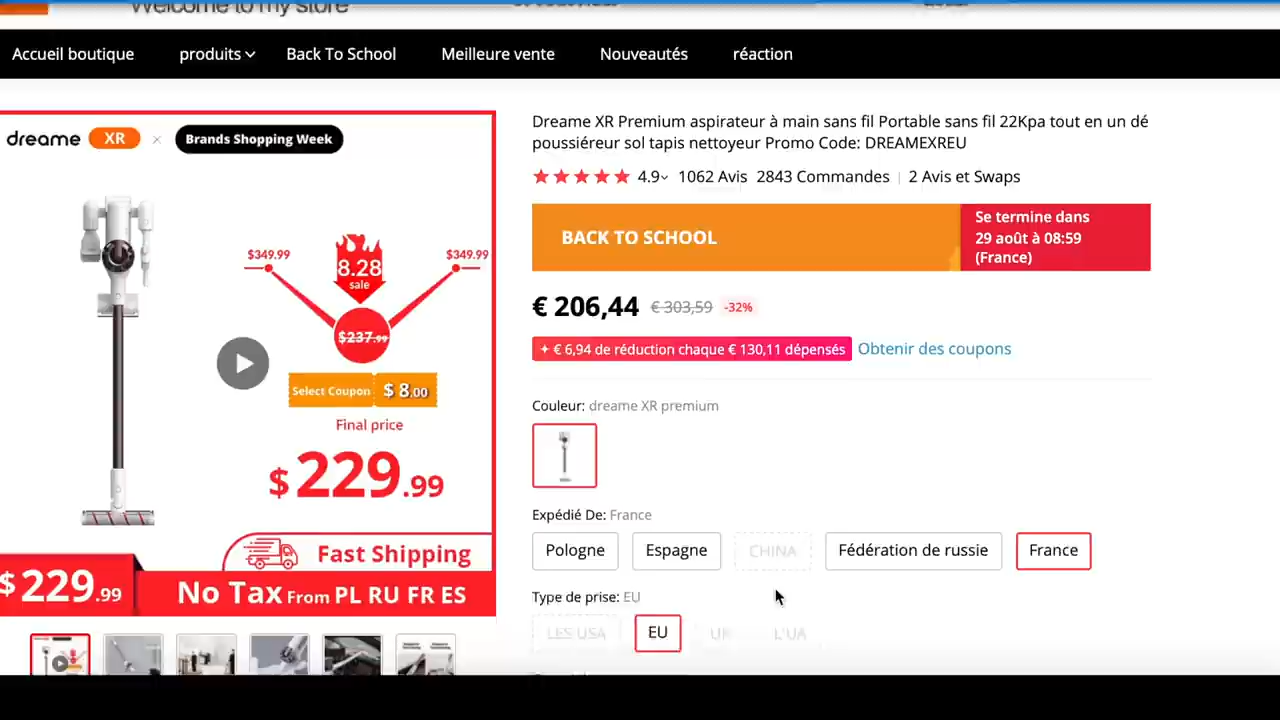 Welcome to my store
Accueil boutique produits Back To School Meilleure vente Nouveautés réaction
dreame XR × Brands Shopping Week
$349.99 $349.99
8.28
sale
$237.99
Select Coupon $ 8.00
Final price
$ 229.99
Fast Shipping
$229.99
No Tax From PL RU FR ES
Dreame XR Premium aspirateur à main sans fil Portable sans fil 22Kpa tout en un dé
poussiéreur sol tapis nettoyeur Promo Code: DREAMEXREU
4.9 1062 Avis 2843 Commandes | 2 Avis et Swaps
BACK TO SCHOOL
Se termine dans
29 août à 08:59
(France)
€ 206,44 € 303,59 -32%
€ 6,94 de réduction chaque € 130,11 dépensés Obtenir des coupons
Couleur: dreame XR premium
Expédié De: France
Pologne Espagne CHINA Fédération de russie France
Type de prise: EU
LES USA EU UK L'UA